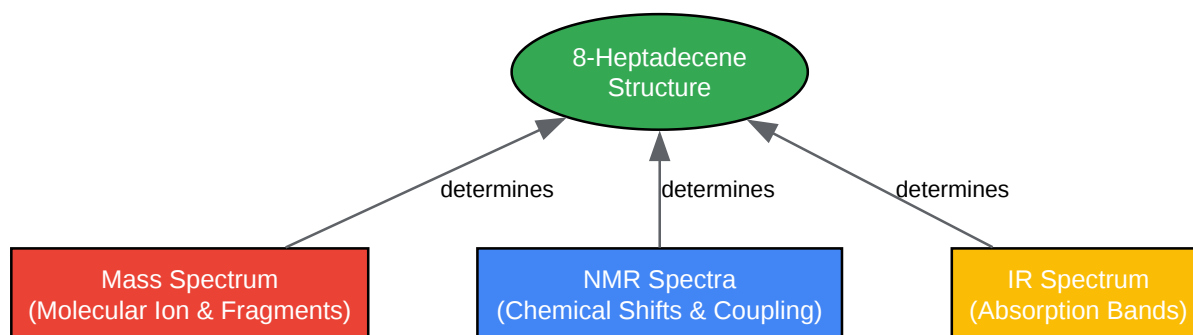 8-Heptadecene
Structure
determines
determines
determines
Mass Spectrum
(Molecular Ion & Fragments)
NMR Spectra
(Chemical Shifts & Coupling)
IR Spectrum
(Absorption Bands)